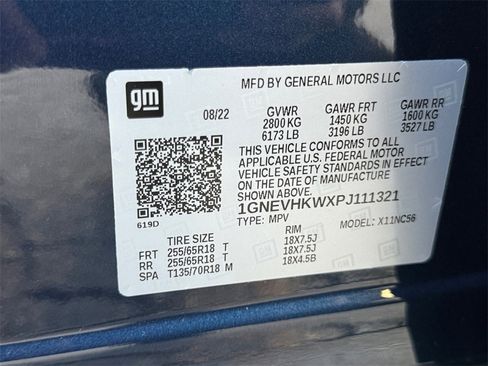 gm
MFD BY GENERAL MOTORS LLC
08/22 GVWR GAWR FRT GAWR RR
2800 KG 1450 KG 1600 KG
6173 LB 3196 LB 3527 LB
THIS VEHICLE CONFORMS TO ALL
APPLICABLE U.S. FEDERAL MOTOR
VEHICLE SAFETY STANDARDS IN EFFECT
ON THE DATE OF MANUFACTURE SHOWN ABOVE.
1GNEVHKWXPJ111321
619D TYPE: MPV MODEL: X11NC56
TIRE SIZE RIM
FRT 255/65R18 T 18X7.5J
RR 255/65R18 T 18X7.5J
SPA T135/70R18 M 18X4.5B